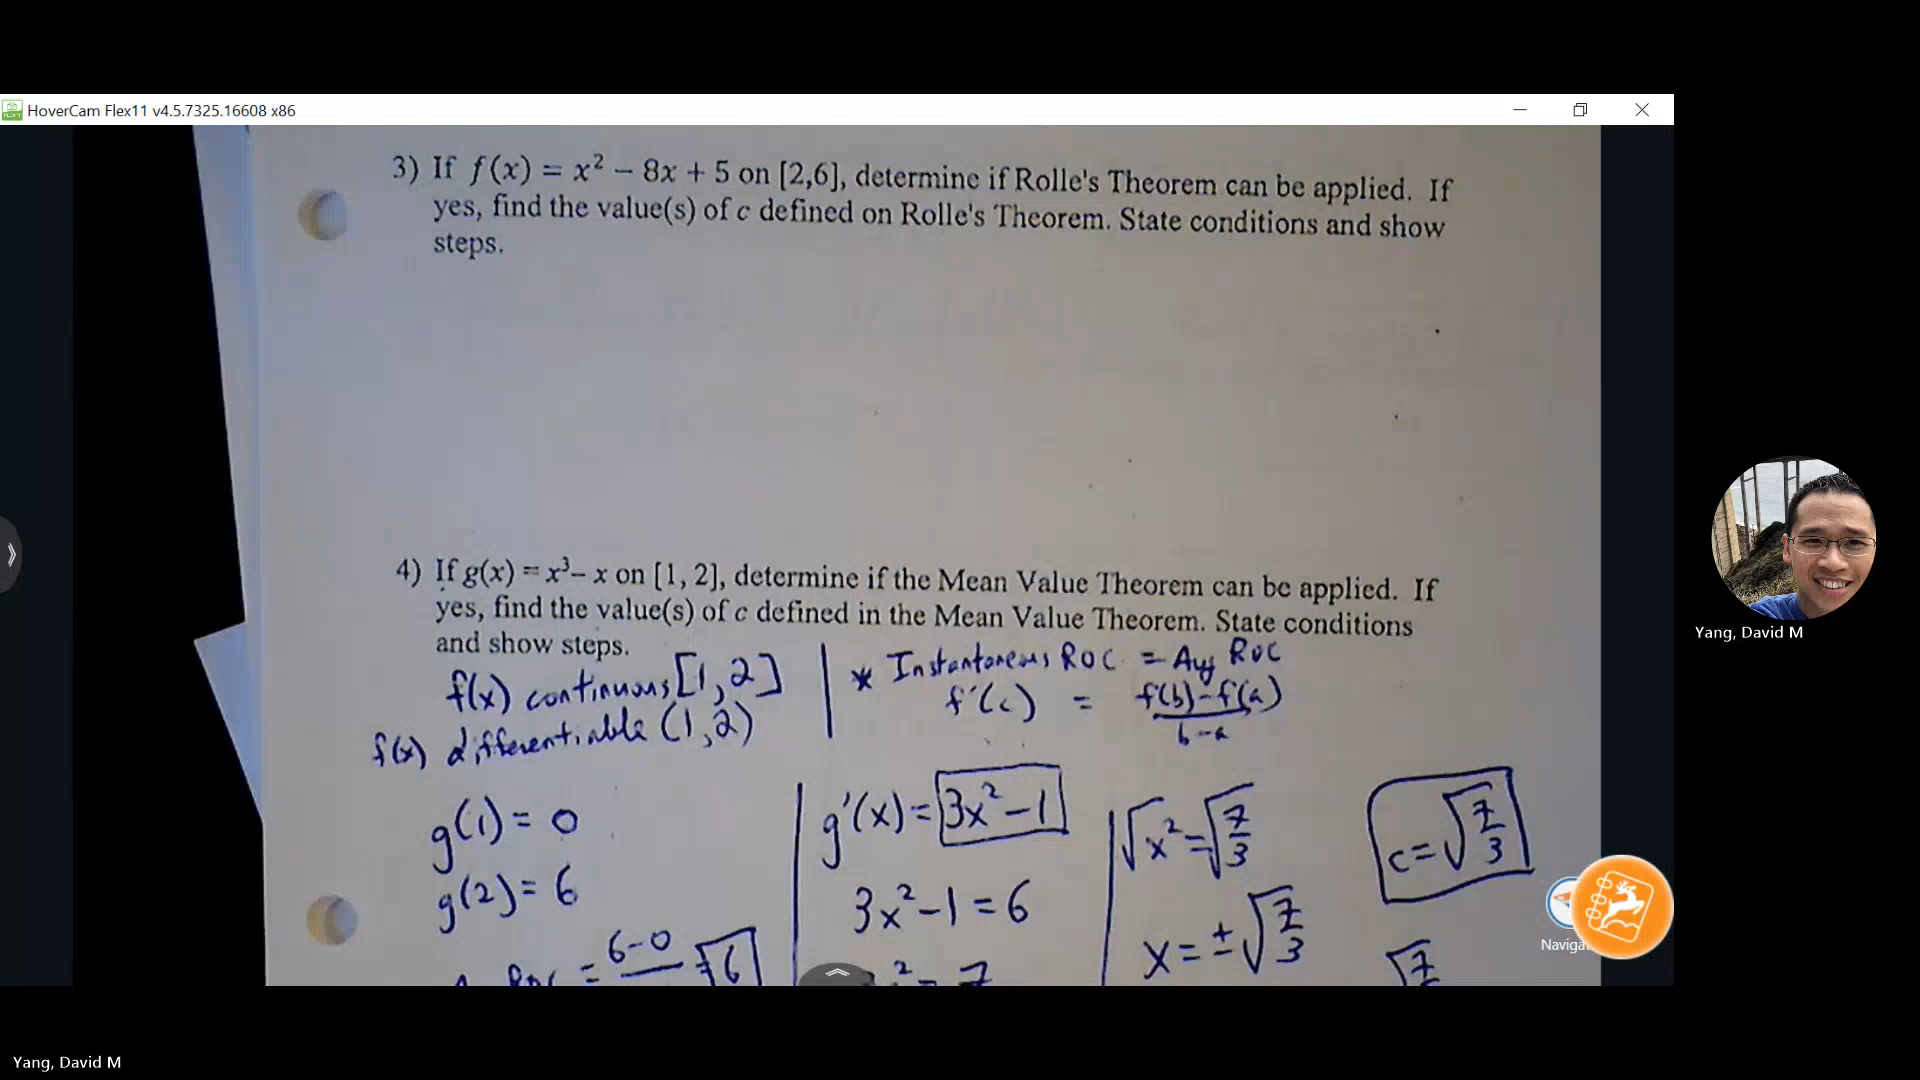 HoverCam Flex11 v4.5.7325.16608 x86
3) If f(x) = x² − 8x + 5 on [2,6], determine if Rolle's Theorem can be applied. If
yes, find the value(s) of c defined on Rolle's Theorem. State conditions and show
steps.
4) If g(x) = x³− x on [1, 2], determine if the Mean Value Theorem can be applied. If
yes, find the value(s) of c defined in the Mean Value Theorem. State conditions
and show steps.
f(x) continuous [1,2]
f(x) differentiable (1,2)
* Instantaneous ROC = Avg ROC
f'(c) = f(b)-f(a)
b-a
g(1) = 0
g(2) = 6
ROC = 6-0 = 6
g'(x) = 3x²-1
3x²-1 = 6
² = 7
√x² = √7/3
x = ± √7/3
c = √7/3
√7
Yang, David M
Yang, David M